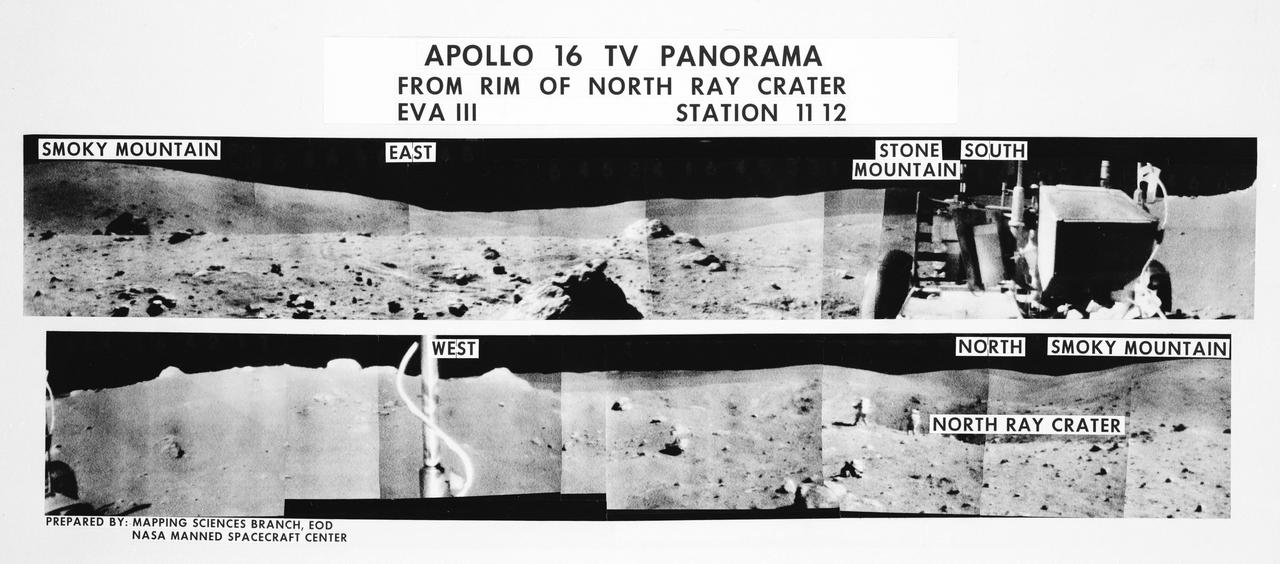 APOLLO 16 TV PANORAMA
FROM RIM OF NORTH RAY CRATER
EVA III STATION 11 12
SMOKY MOUNTAIN
EAST
STONE
MOUNTAIN
SOUTH
WEST
NORTH
SMOKY MOUNTAIN
NORTH RAY CRATER
PREPARED BY: MAPPING SCIENCES BRANCH, EOD
NASA MANNED SPACECRAFT CENTER